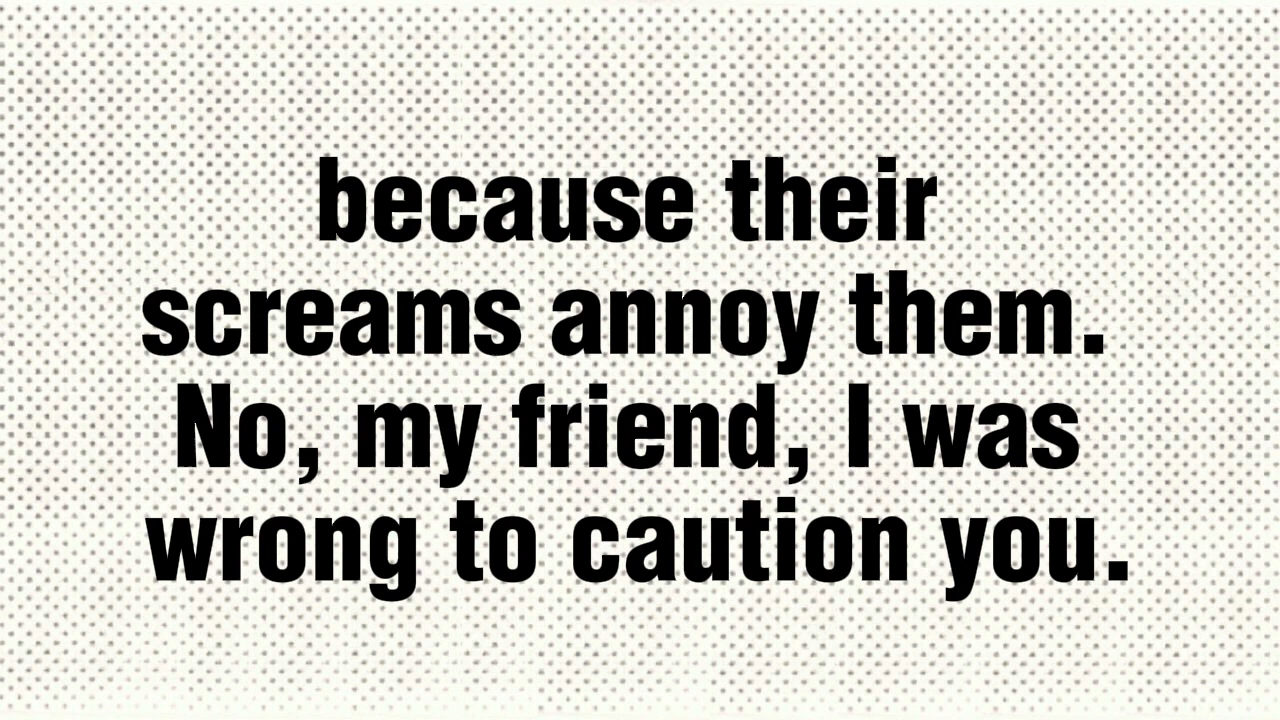 because their
screams annoy them.
No, my friend, I was
wrong to caution you.